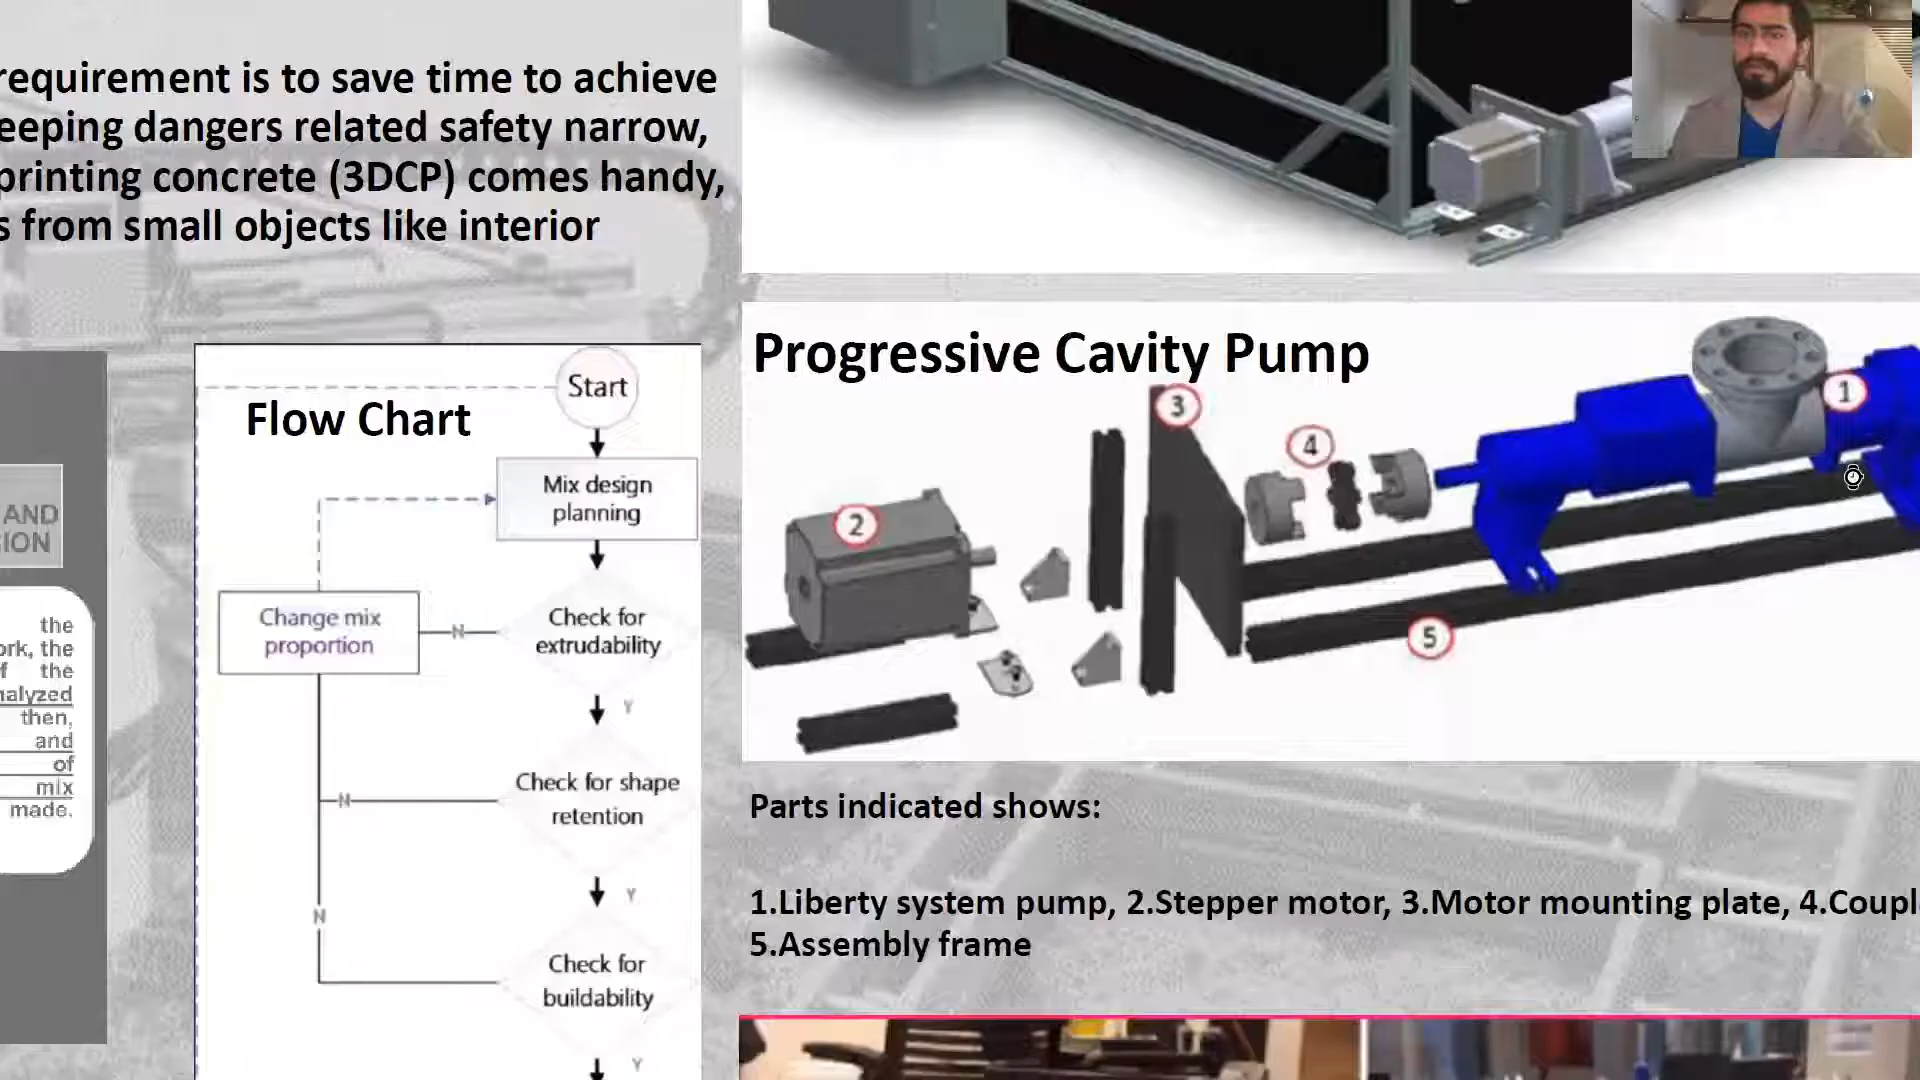 requirement is to save time to achieve
eeping dangers related safety narrow,
printing concrete (3DCP) comes handy,
s from small objects like interior
AND
ION
the
ork, the
f the
nalyzed
then,
and
of
mix
made.
Flow Chart
Start
Mix design
planning
Change mix
proportion
N
Check for
extrudability
Y
Check for shape
retention
N
Y
N
Check for
buildability
Y
Progressive Cavity Pump
1
2
3
4
5
Parts indicated shows:
1.Liberty system pump, 2.Stepper motor, 3.Motor mounting plate, 4.Coupl
5.Assembly frame